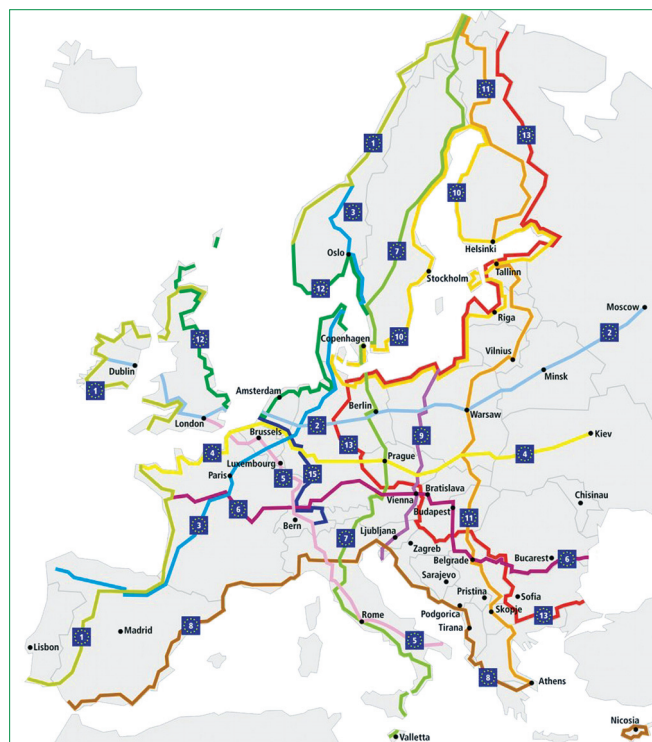 11
13
1
3
10
7
Oslo
Helsinki
12
Stockholm
Tallinn
Moscow
2
Riga
10
12
Copenhagen
Dublin
Vilnius
1
Minsk
Amsterdam
London
Berlin
Warsaw
2
Brussels
Kiev
9
13
4
4
Luxembourg
Prague
Paris
5
15
Vienna
Bratislava
Chisinau
6
Budapest
3
Bern
11
7
Ljubljana
Zagreb
Belgrade
Bucarest
6
Sarajevo
Pristina
Sofia
Podgorica
Skopje
13
Rome
8
Madrid
Tirana
1
5
Lisbon
8
Athens
Nicosia
Valletta